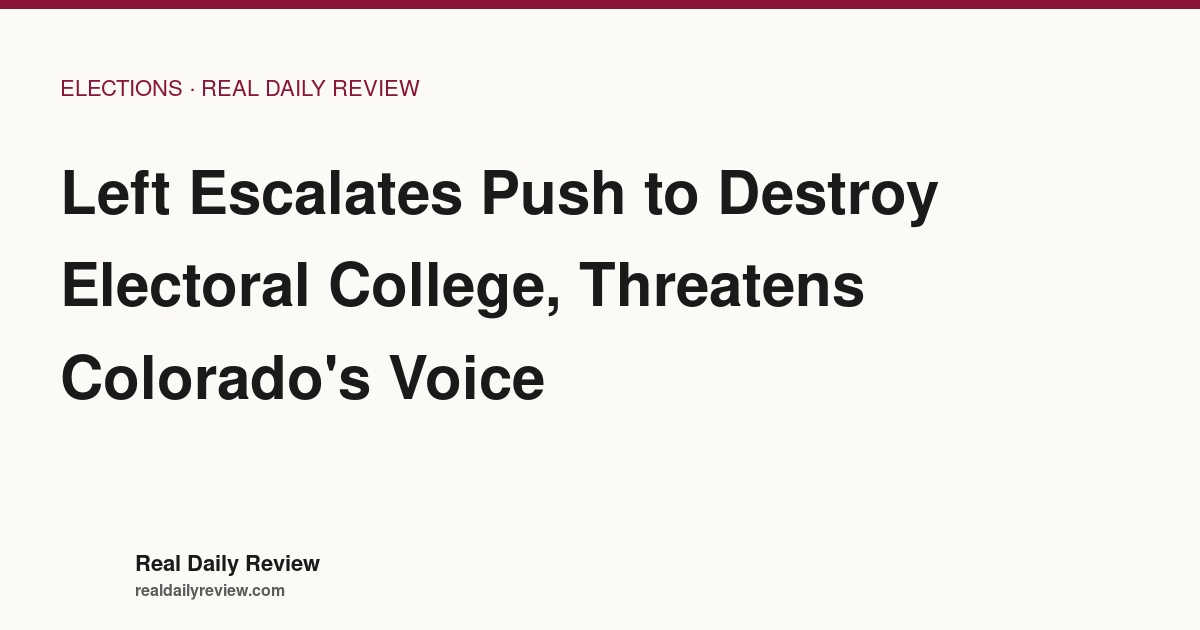 ELECTIONS · REAL DAILY REVIEW
Left Escalates Push to Destroy
Electoral College, Threatens
Colorado's Voice
Real Daily Review
realdailyreview.com